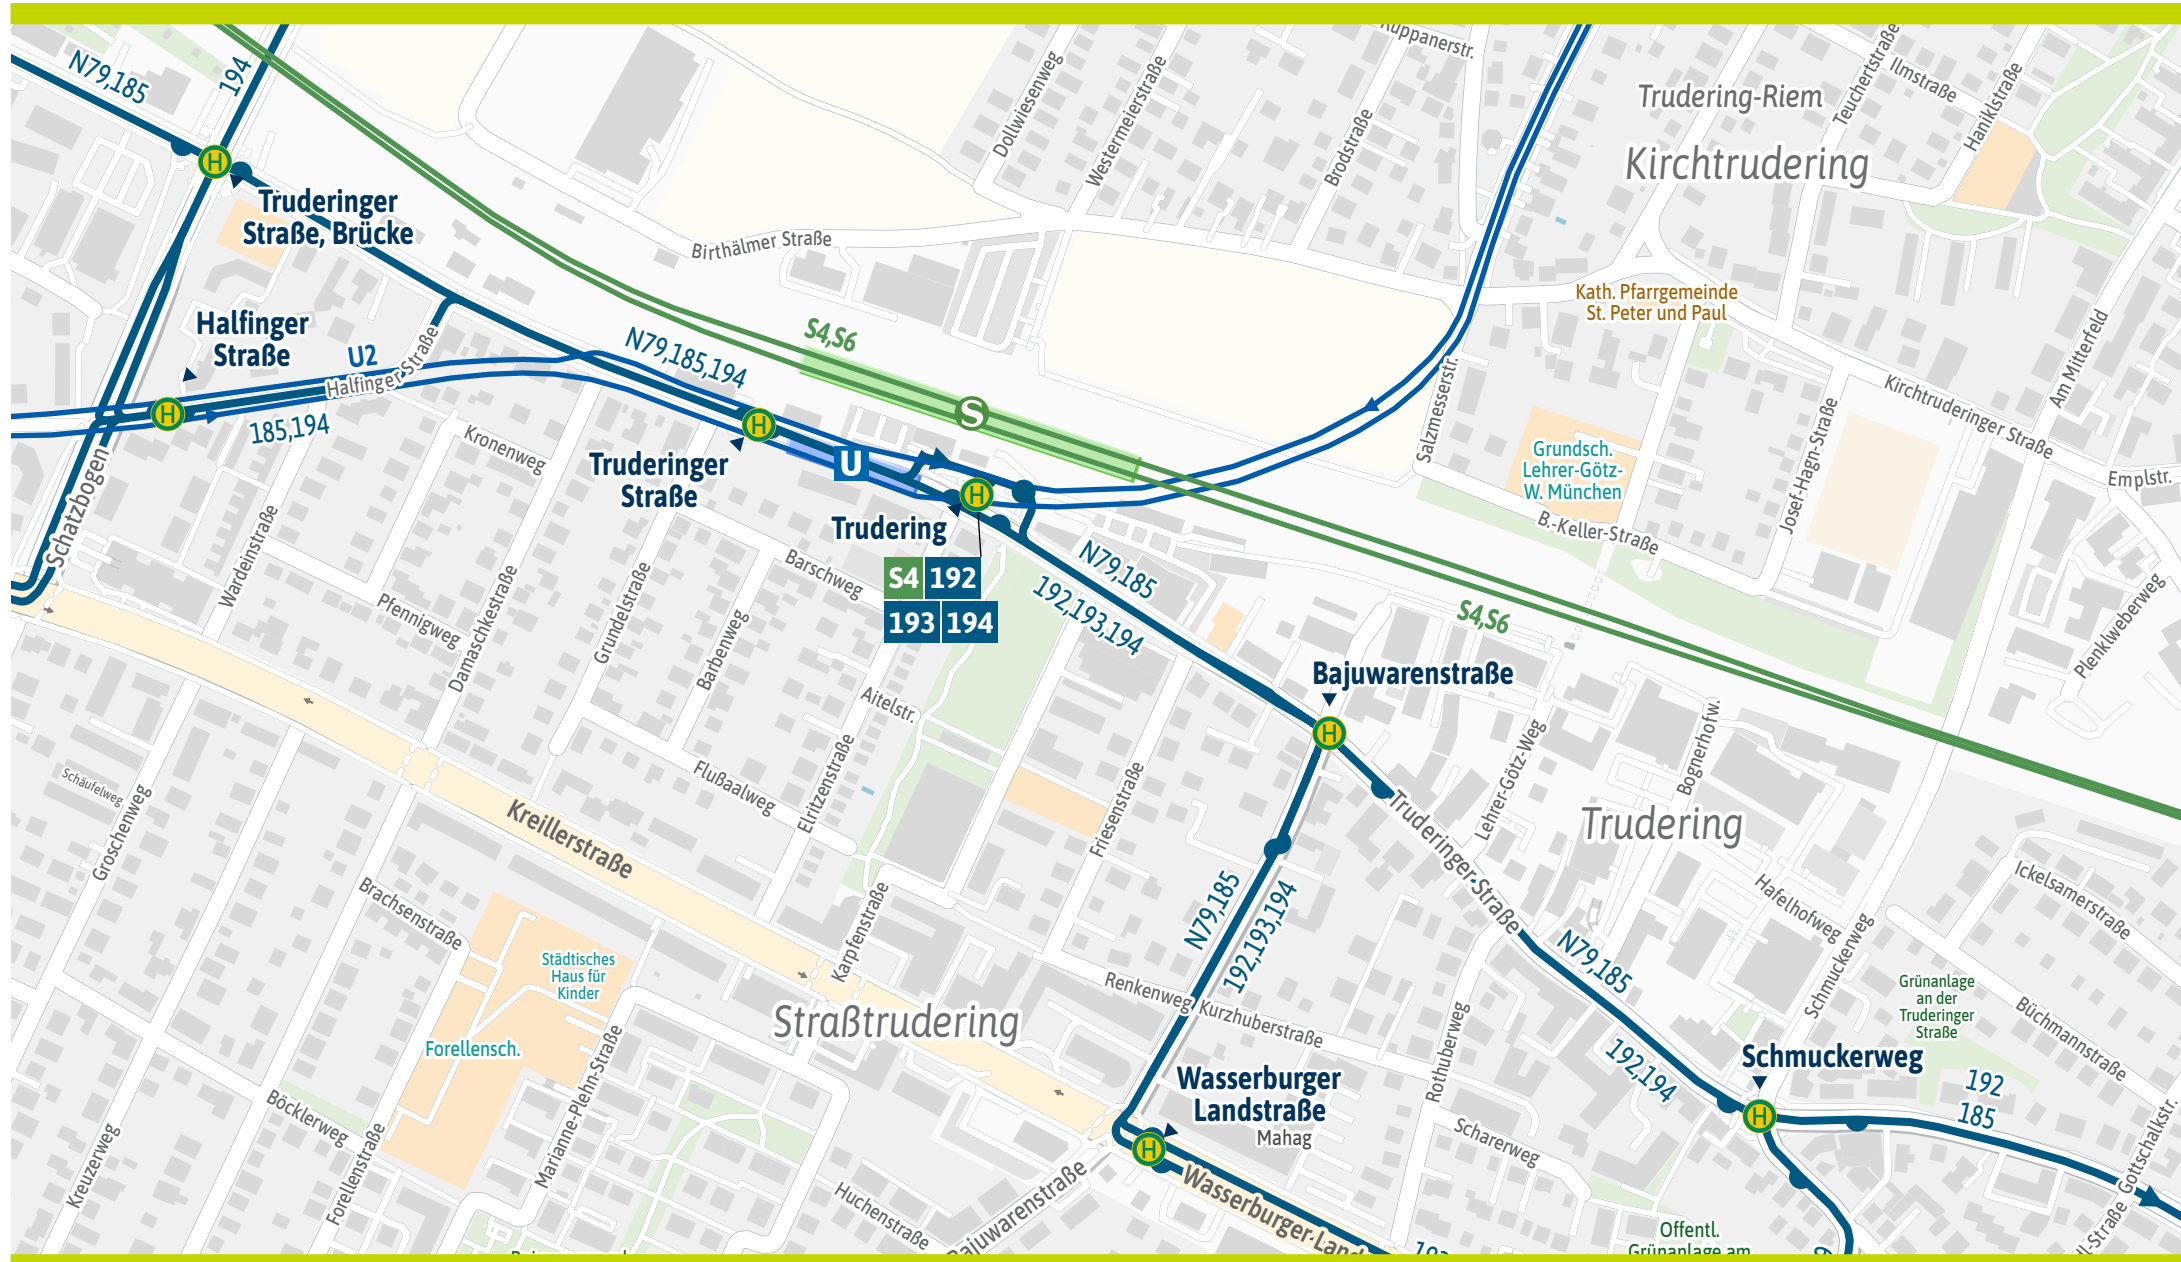 N79,185
194
Truderinger
Straße, Brücke
Halfinger
Straße
U2
Halfinger-Straße
185,194
Schatzbogen
Kronenweg
Wardeinstraße
Pfennigweg
Damaschkestraße
Grundelstraße
Barbenweg
Barschweg
Aitelstr.
Elritzenstraße
Flußaalweg
N79,185,194
Truderinger
Straße
U
H
H
H
H
H
H
H
H
S4,S6
S
Trudering
S4
192
193
194
N79,185
192,193,194
Birthälmer Straße
Dollwiesenweg
Westermeierstraße
Brodstraße
Ruppanerstr.
Trudering-Riem
Kirchtrudering
Teuchertstraße
Ilmstraße
Haniklstraße
Kath. Pfarrgemeinde
St. Peter und Paul
Am Mitterfeld
Kirchtruderinger Straße
Emplstr.
Salzmesserstr.
Grundsch.
Lehrer-Götz-
W. München
Josef-Hagn-Straße
B.-Keller-Straße
Plenklweberweg
S4,S6
Bajuwarenstraße
Lehrer-Götz-Weg
Bognerhofw.
Trudering
Truderinger-Straße
Hafelhofweg
Schmuckerweg
Ickelsamerstraße
Büchmannstraße
Grünanlage
an der
Truderinger
Straße
Gottschalkstr.
N79,185
192,194
Schmuckerweg
192
185
Friesenstraße
N79,185
192,193,194
Renkenweg
Kurzhuberstraße
Rothuberweg
Scharerweg
Wasserburger
Landstraße
Mahag
Wasserburger-Land
Bajuwarenstraße
Huchenstraße
Straßtrudering
Karpfenstraße
Kreillerstraße
Schäufelweg
Groschenweg
Brachsenstraße
Städtisches
Haus für
Kinder
Forellensch.
Marianne-Plehn-Straße
Böcklerweg
Forellenstraße
Kreuzerweg
Öffentl.
Grünanlage am